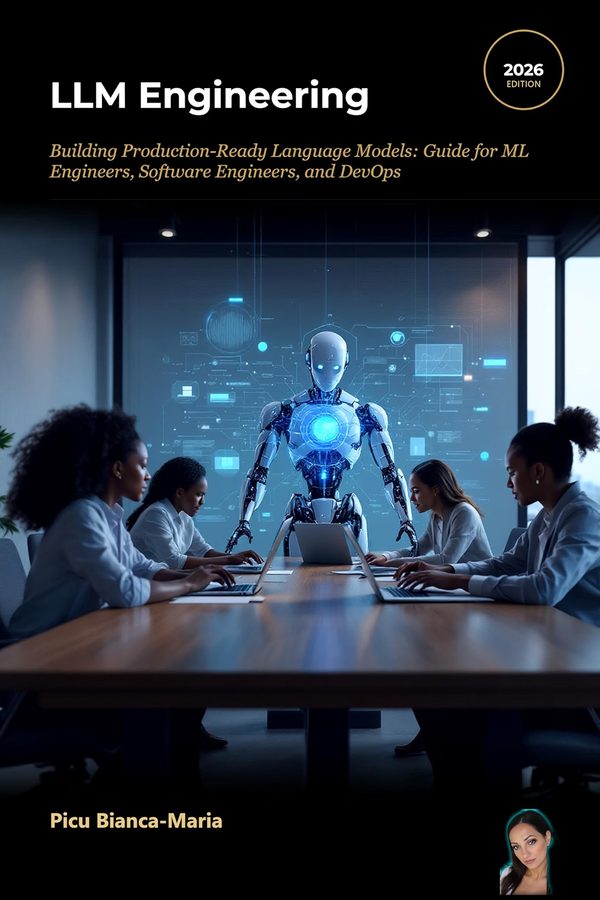 2026
EDITION
LLM Engineering
Building Production-Ready Language Models: Guide for ML
Engineers, Software Engineers, and DevOps
Picu Bianca-Maria